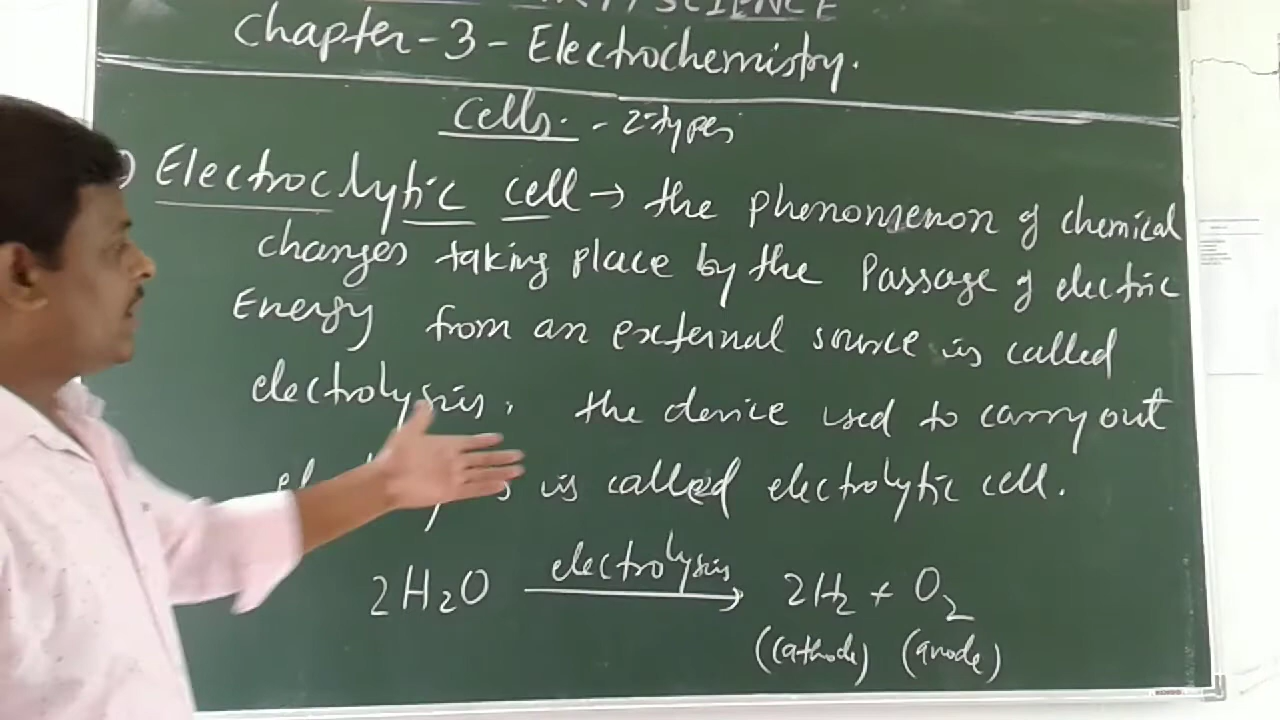 SCIENCE
Chapter-3- Electrochemistry.
Cells. - 2-types
) Electroclytic cell → the phenomenon of chemical
changes taking place by the Passage of electric
Energy from an external source is called
electrolysis. the device used to carry out
is called electrolytic cell.
electrolysis
2H₂O → 2H₂ + O₂
(cathode) (anode)